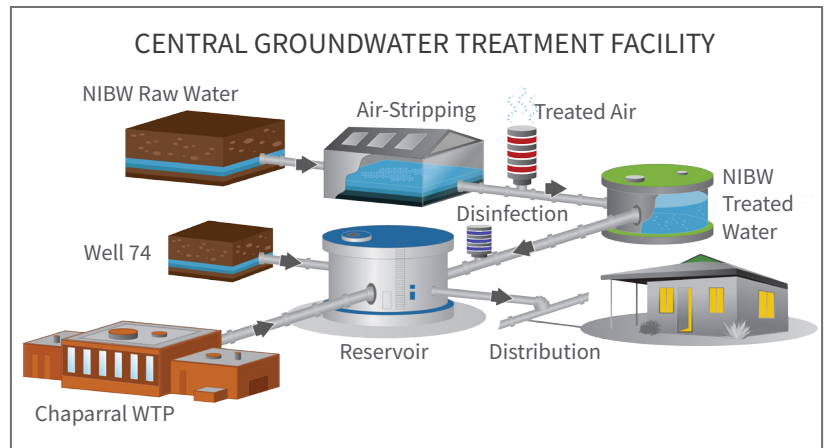 CENTRAL GROUNDWATER TREATMENT FACILITY
NIBW Raw Water
Air-Stripping
Treated Air
NIBW
Treated
Water
Disinfection
Well 74
Reservoir
Distribution
Chaparral WTP